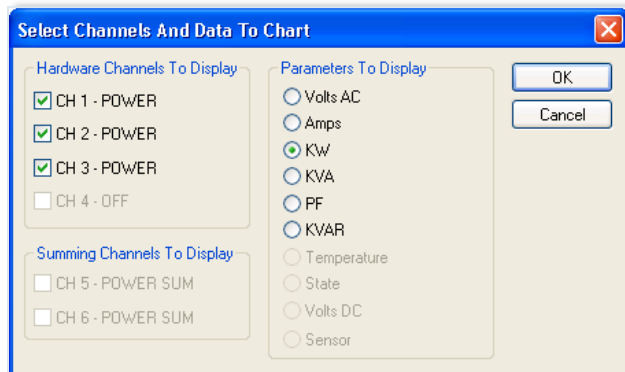 Select Channels And Data To Chart
Hardware Channels To Display
CH 1 - POWER
CH 2 - POWER
CH 3 - POWER
CH 4 - OFF
Summing Channels To Display
CH 5 - POWER SUM
CH 6 - POWER SUM
Parameters To Display
Volts AC
Amps
KW
KVA
PF
KVAR
Temperature
State
Volts DC
Sensor
OK
Cancel